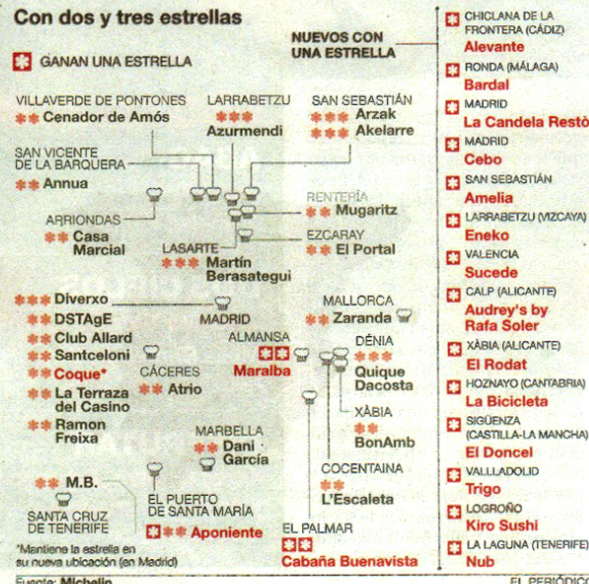 Con dos y tres estrellas
GANAN UNA ESTRELLA
NUEVOS CON
UNA ESTRELLA
VILLAVERDE DE PONTONES
Cenador de Amós
LARRABETZU
Azurmendi
SAN SEBASTIÁN
Arzak
Akelarre
SAN VICENTE
DE LA BARQUERA
Annua
ARRIONDAS
Casa
Marcial
LASARTE
Martín
Berasategui
RENTERÍA
Mugaritz
EZCARAY
El Portal
Diverxo
DSTAgE
Club Allard
Santceloni
Coque*
La Terraza
del Casino
Ramon
Freixa
MADRID
CÁCERES
Atrio
ALMANSA
Maralba
MALLORCA
Zaranda
DÉNIA
Quique
Dacosta
XÀBIA
BonAmb
COCENTAINA
L'Escaleta
MARBELLA
Dani
García
M.B.
SANTA CRUZ
DE TENERIFE
EL PUERTO
DE SANTA MARÍA
Aponiente
EL PALMAR
Cabaña Buenavista
*Mantiene la estrella en
su nueva ubicación (en Madrid)
CHICLANA DE LA
FRONTERA (CÁDIZ)
Alevante
RONDA (MÁLAGA)
Bardal
MADRID
La Candela Restò
MADRID
Cebo
SAN SEBASTIÁN
Amelia
LARRABETZU (VIZCAYA)
Eneko
VALENCIA
Sucede
CALP (ALICANTE)
Audrey's by
Rafa Soler
XÀBIA (ALICANTE)
El Rodat
HOZNAYO (CANTABRIA)
La Bicicleta
SIGÜENZA
(CASTILLA-LA MANCHA)
El Doncel
VALLLADOLID
Trigo
LOGROÑO
Kiro Sushi
LA LAGUNA (TENERIFE)
Nub
Fuente: Michelin
EL PERIÓDICO